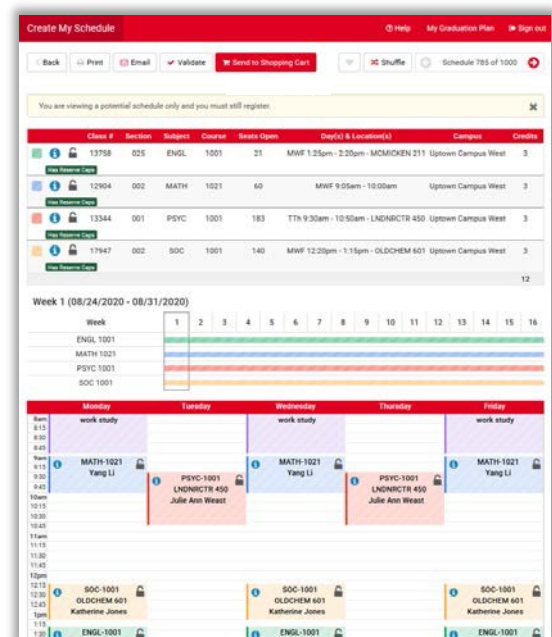 Create My Schedule Help My Graduation Plan Sign out
Back Print Email Validate Send to Shopping Cart Shuffle Schedule 785 of 1000
You are viewing a potential schedule only and you must still register.
Class # Section Subject Course Seats Open Day(s) & Location(s) Campus Credits
13758 025 ENGL 1001 21 MWF 1:25pm - 2:20pm - MCMICKEN 211 Uptown Campus West 3
Has Reserve Caps
12904 002 MATH 1021 60 MWF 9:05am - 10:00am Uptown Campus West 3
Has Reserve Caps
13344 001 PSYC 1001 183 TTh 9:30am - 10:50am - LNDNRCTR 450 Uptown Campus West 3
Has Reserve Caps
17947 002 SOC 1001 140 MWF 12:20pm - 1:15pm - OLDCHEM 601 Uptown Campus West 3
Has Reserve Caps
12
Week 1 (08/24/2020 - 08/31/2020)
Week 1 2 3 4 5 6 7 8 9 10 11 12 13 14 15 16
ENGL 1001
MATH 1021
PSYC 1001
SOC 1001
Monday Tuesday Wednesday Thursday Friday
8am work study work study work study
8:15
8:30
8:45
9am MATH-1021 MATH-1021 MATH-1021
9:15 Yang Li Yang Li Yang Li
9:30 PSYC-1001 PSYC-1001
9:45 LNDNRCTR 450 LNDNRCTR 450
10am Julie Ann Weast Julie Ann Weast
10:15
10:30
10:45
11am
11:15
11:30
11:45
12pm
12:15 SOC-1001 SOC-1001 SOC-1001
12:30 OLDCHEM 601 OLDCHEM 601 OLDCHEM 601
12:45 Katherine Jones Katherine Jones Katherine Jones
1pm
1:15
1:30 ENGL-1001 ENGL-1001 ENGL-1001